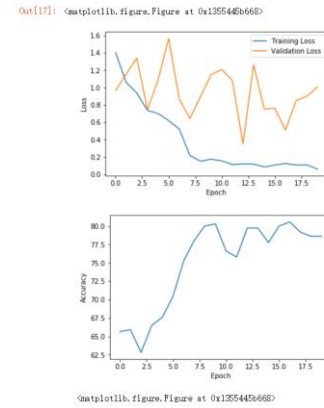 Out[17]: <matplotlib.figure.Figure at 0x1355445b668>
1.6
1.4
1.2
1.0
0.8
0.6
0.4
0.2
0.0
Loss
Training Loss
Validation Loss
0.0 2.5 5.0 7.5 10.0 12.5 15.0 17.5
Epoch
80.0
77.5
75.0
72.5
70.0
67.5
65.0
62.5
Accuracy
0.0 2.5 5.0 7.5 10.0 12.5 15.0 17.5
Epoch
<matplotlib.figure.Figure at 0x1355445b668>